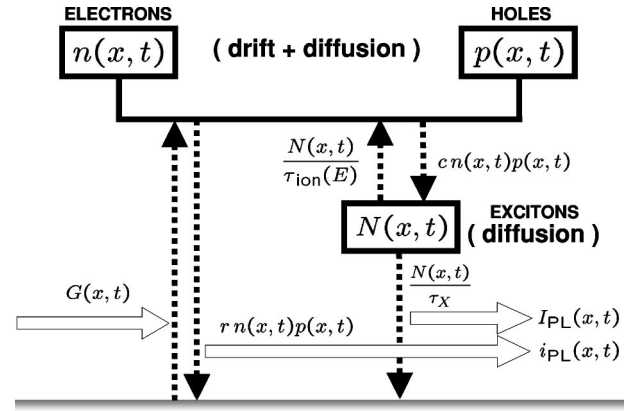 ELECTRONS
HOLES
n(x, t)
( drift + diffusion )
p(x, t)
N(x, t)
τ_ion(E)
c n(x, t)p(x, t)
EXCITONS
N(x, t)
( diffusion )
G(x, t)
N(x, t)
τ_X
r n(x, t)p(x, t)
I_PL(x, t)
i_PL(x, t)